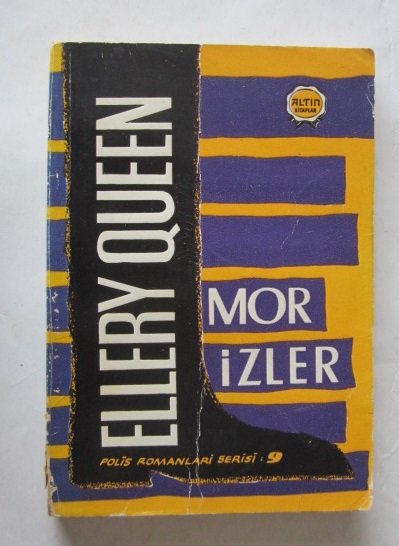 ALTIN
KİTAPLAR
ELLERY QUEEN
MOR
İZLER
POLİS ROMANLARI SERİSİ : 9